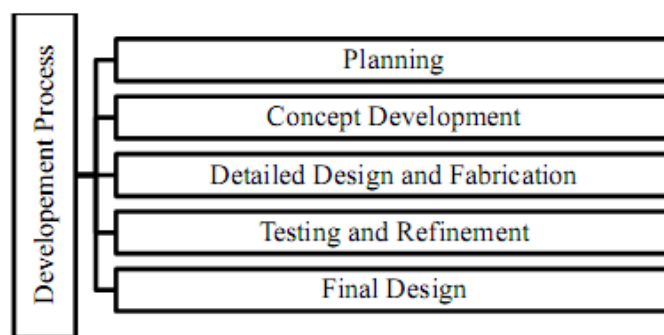 Developement Process
Planning
Concept Development
Detailed Design and Fabrication
Testing and Refinement
Final Design